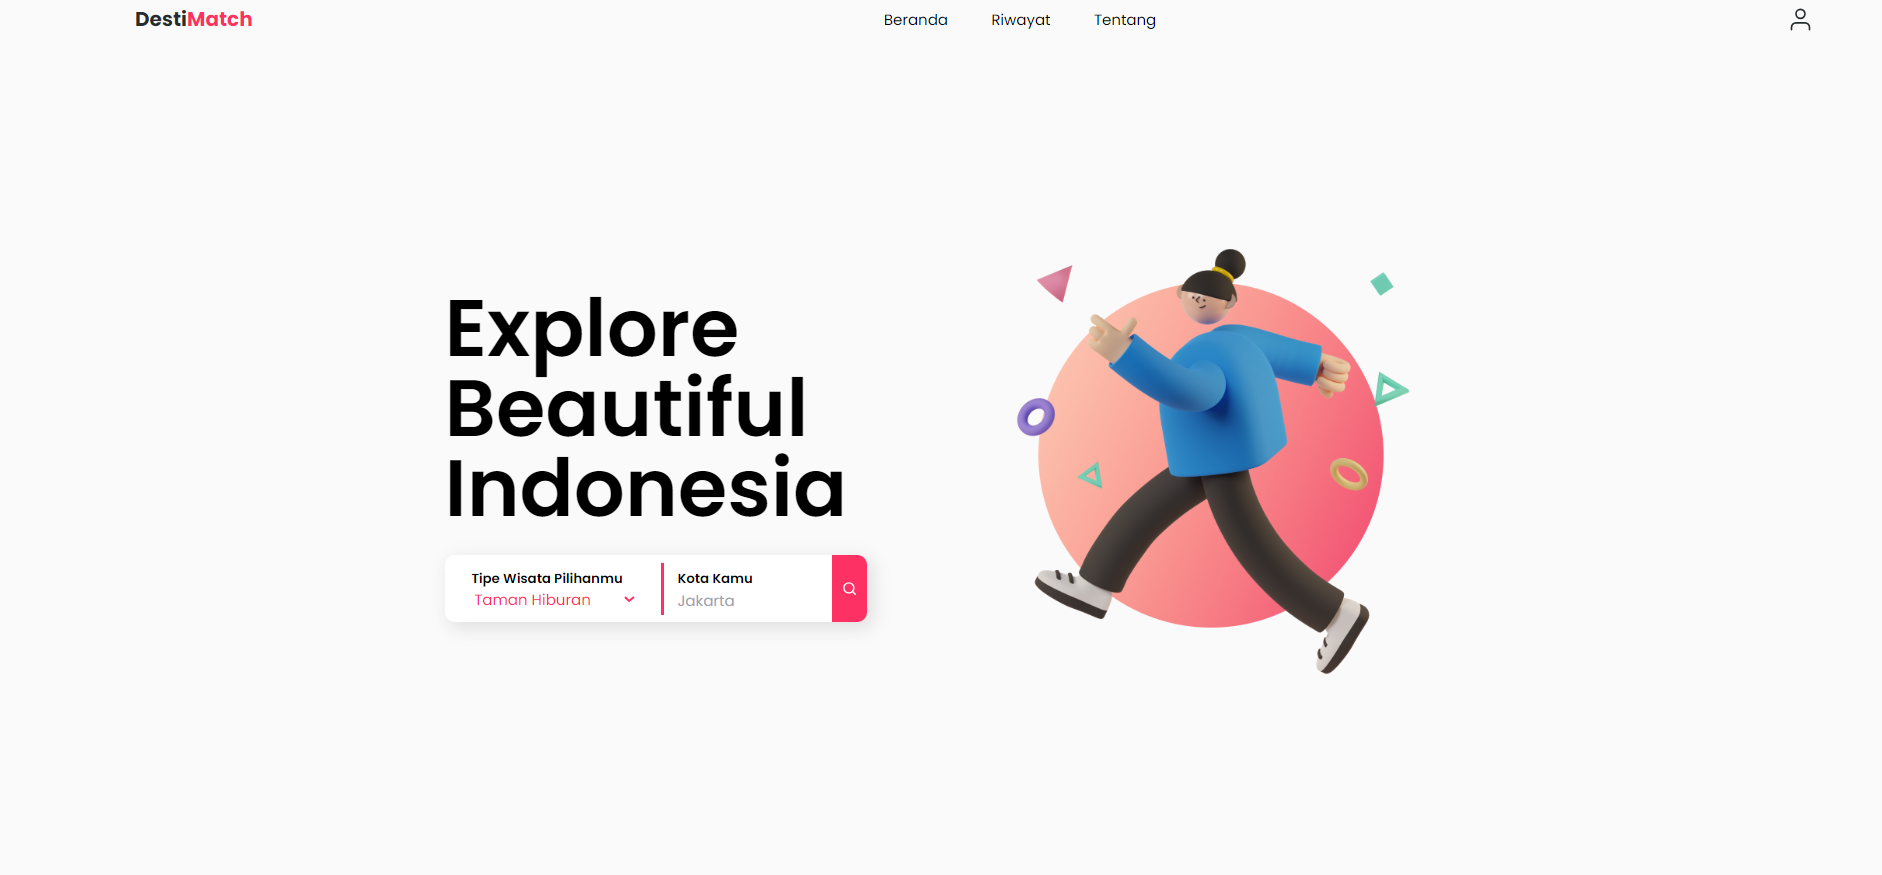 DestiMatch
Beranda
Riwayat
Tentang
Explore
Beautiful
Indonesia
Tipe Wisata Pilihanmu
Taman Hiburan
Kota Kamu
Jakarta